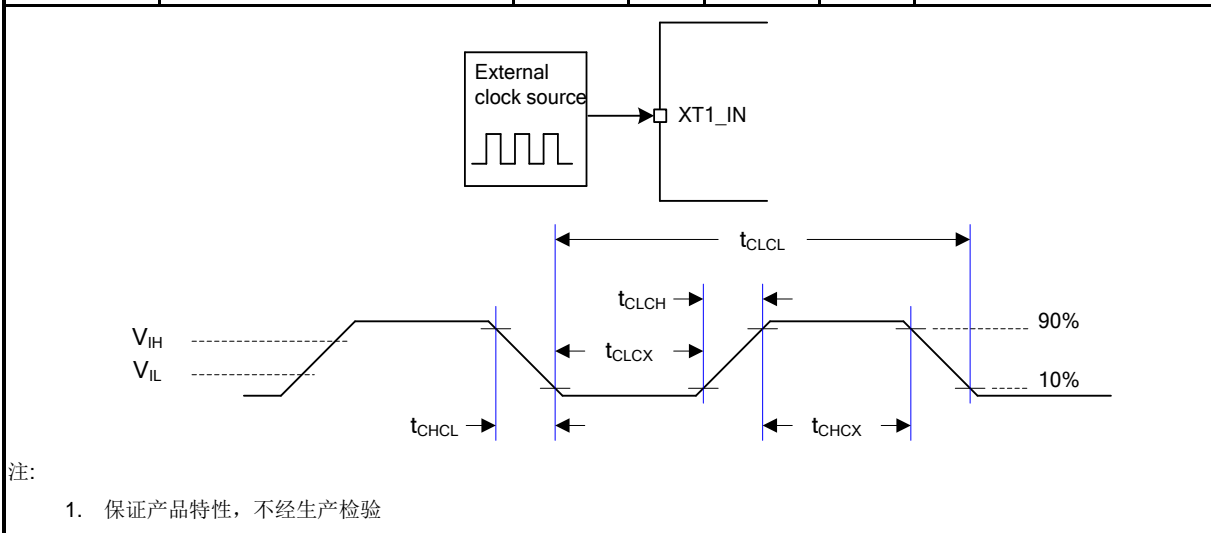 External
clock source
XT1_IN
tCLCL
tCLCH
90%
VIH
tCLCX
VIL
10%
tCHCL
tCHCX
注:
1. 保证产品特性，不经生产检验